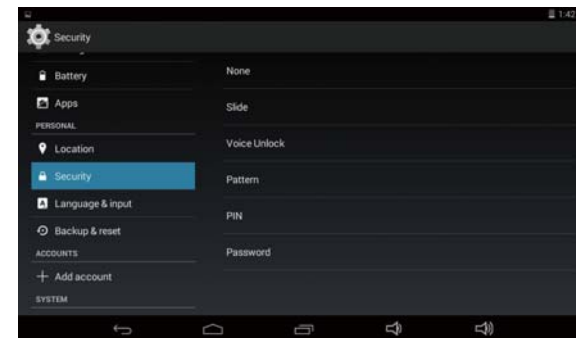 1:42
Security
Battery
Apps
PERSONAL
Location
Security
Language & input
Backup & reset
ACCOUNTS
Add account
SYSTEM
None
Slide
Voice Unlock
Pattern
PIN
Password